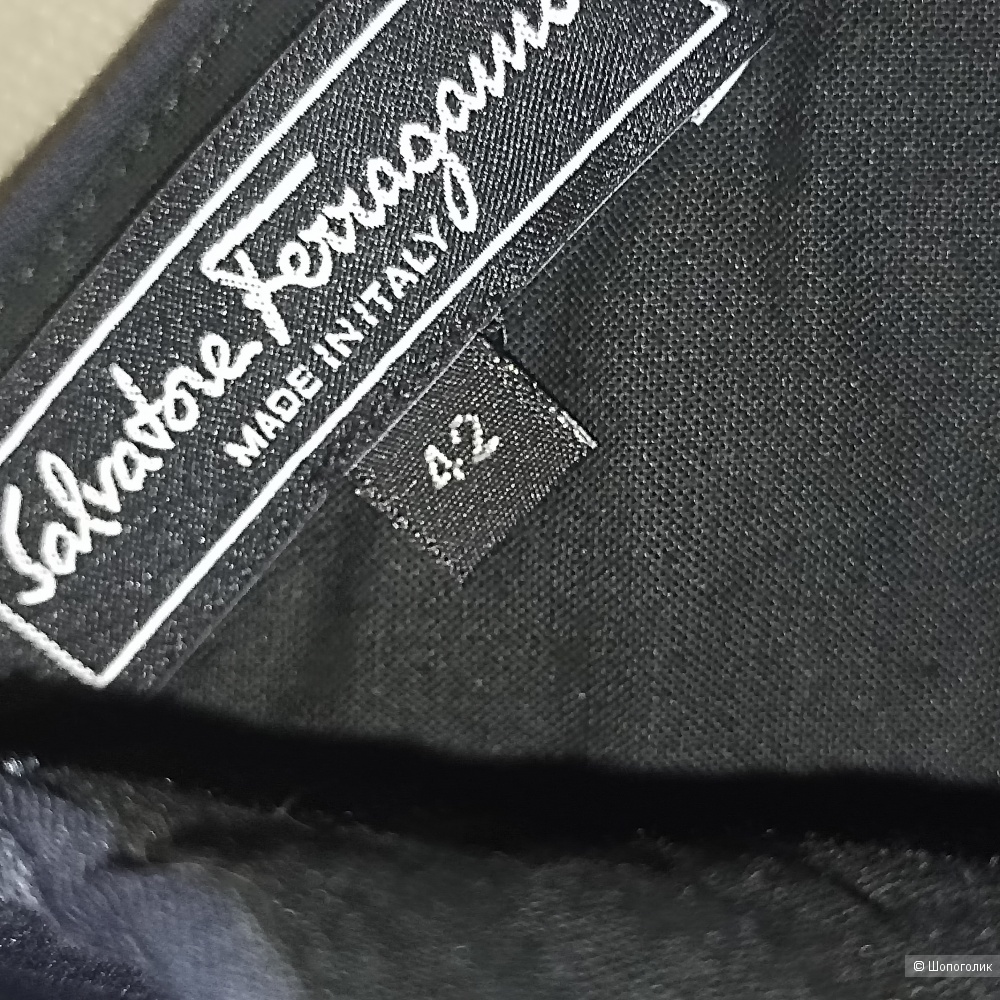 Salvatore Ferragamo
MADE IN ITALY
42
© Шопоголик